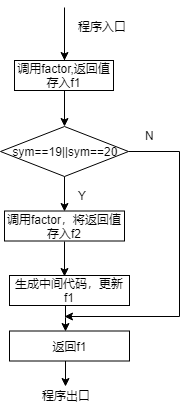 程序入口
调用factor,返回值
存入f1
sym==19||sym==20
N
Y
调用factor，将返回值
存入f2
生成中间代码，更新
f1
返回f1
程序出口